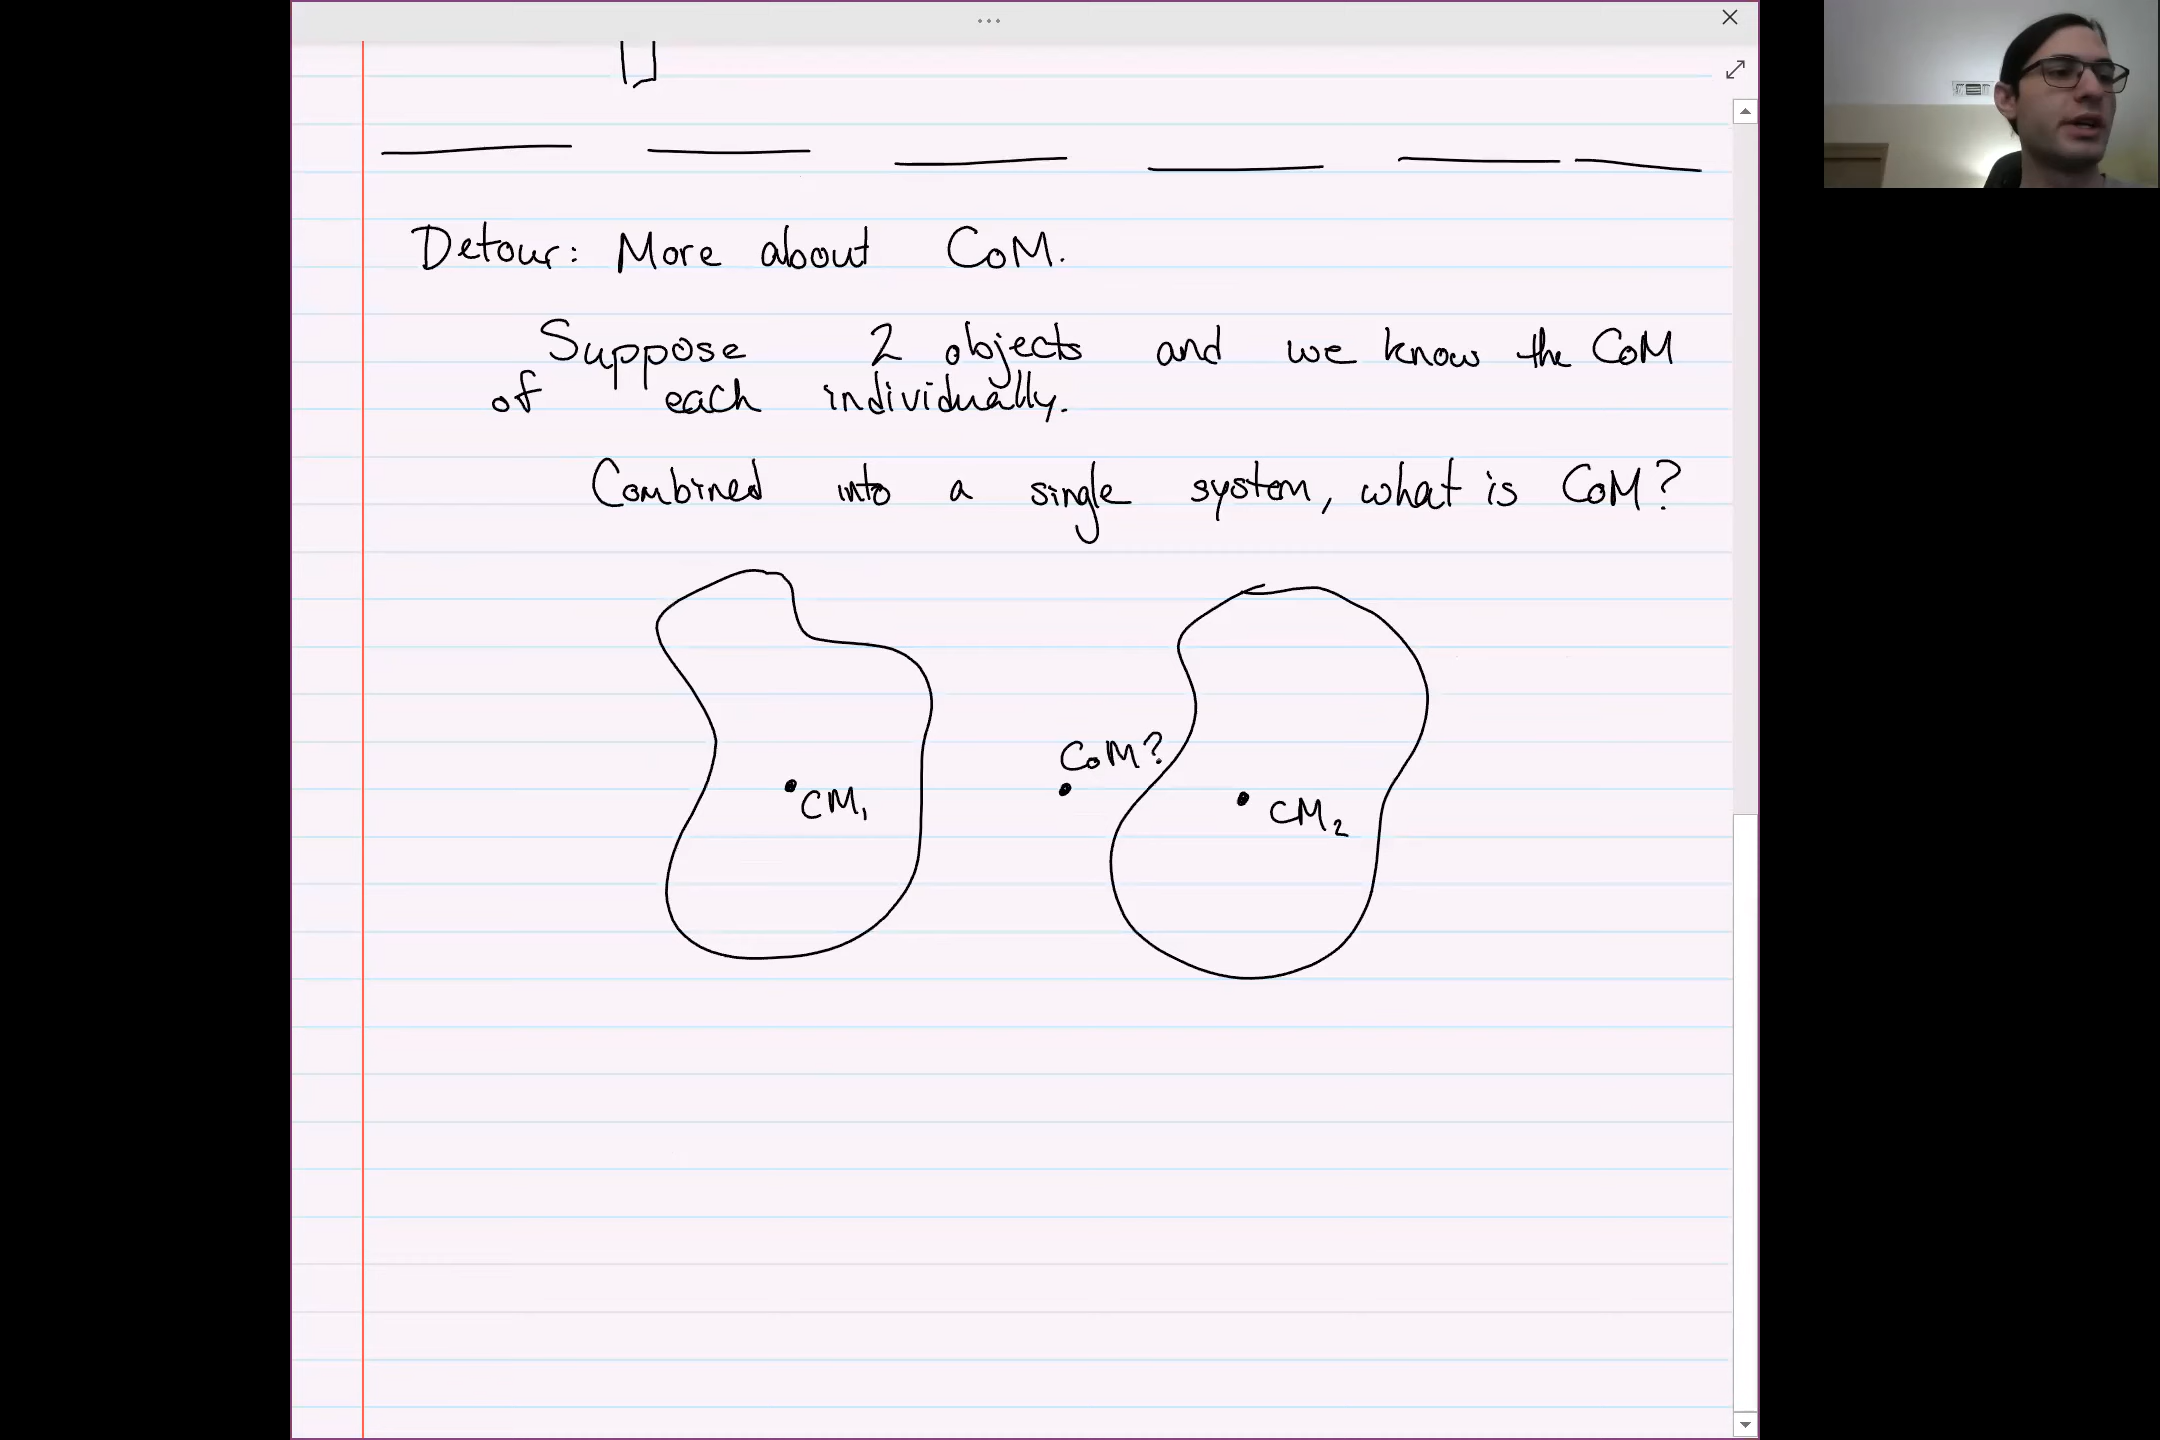 Detour: More about CoM.
Suppose 2 objects and we know the CoM
of each individually.
Combined into a single system, what is CoM?
CoM?
CM₁
CM₂